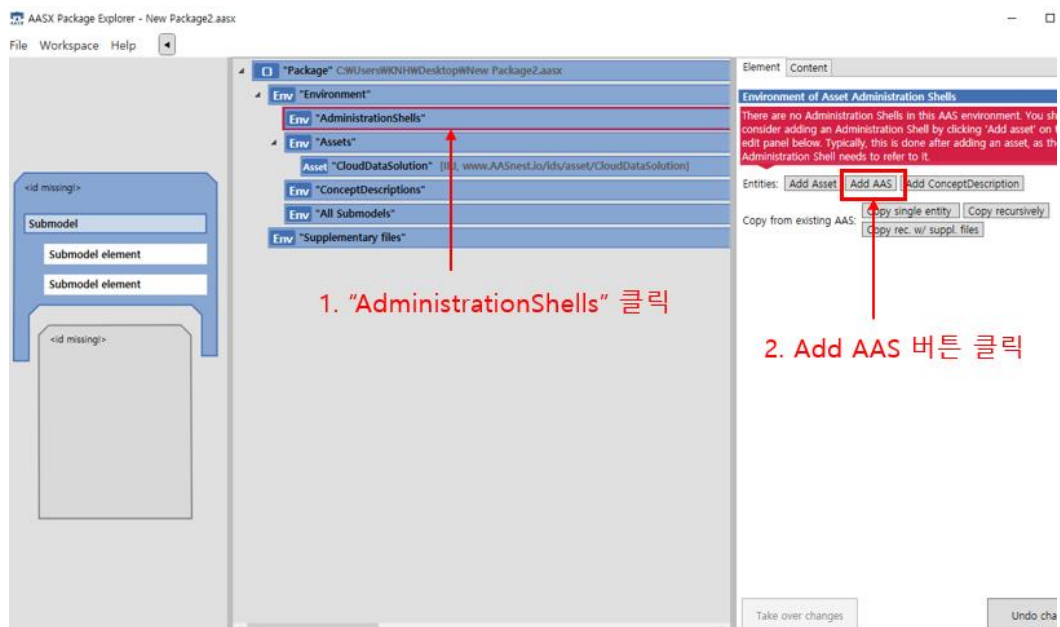 AASX Package Explorer - New Package2.aasx
File Workspace Help
<id missing!>
Submodel
Submodel element
Submodel element
<id missing!>
"Package" C:₩Users₩KNH₩Desktop₩New Package2.aasx
Env "Environment"
Env "AdministrationShells"
Env "Assets"
Asset "CloudDataSolution" www.AASnest.io/ids/asset/CloudDataSolution]
Env "ConceptDescriptions"
Env "All Submodels"
Env "Supplementary files"
1. “AdministrationShells” 클릭
Element Content
Environment of Asset Administration Shells
There are no Administration Shells in this AAS environment. You
consider adding an Administration Shell by clicking 'Add asset' on
edit panel below. Typically, this is done after adding an asset, as
Administration Shell needs to refer to it.
Entities: Add Asset Add AAS Add ConceptDescription
Copy from existing AAS: Copy single entity Copy recursively
Copy rec. w/ suppl. files
2. Add AAS 버튼 클릭
Take over changes Undo